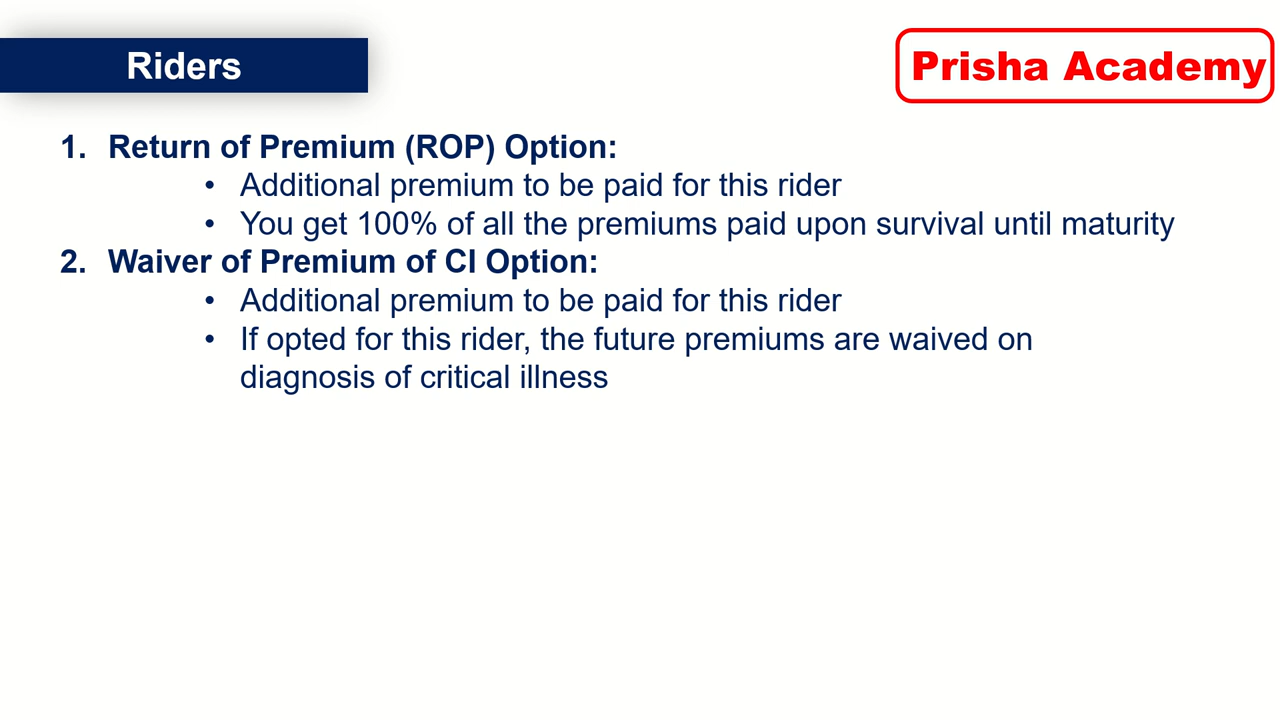 Riders
Prisha Academy
1. Return of Premium (ROP) Option:
• Additional premium to be paid for this rider
• You get 100% of all the premiums paid upon survival until maturity
2. Waiver of Premium of CI Option:
• Additional premium to be paid for this rider
• If opted for this rider, the future premiums are waived on
diagnosis of critical illness